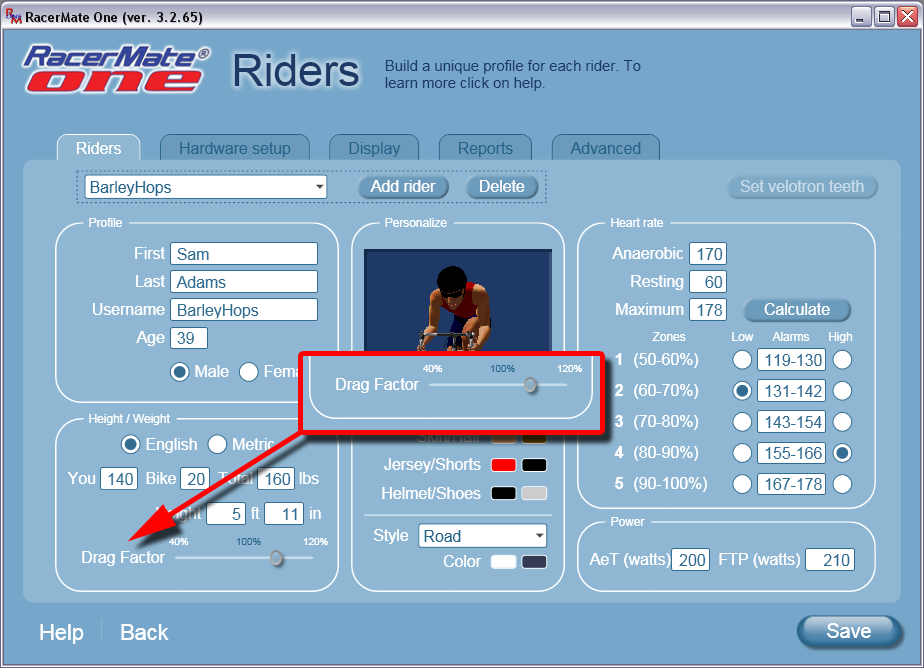 RacerMate One (ver. 3.2.65)
RacerMate®
one
Riders
Build a unique profile for each rider. To
learn more click on help.
Riders
Hardware setup
Display
Reports
Advanced
BarleyHops
Add rider
Delete
Set velotron teeth
Profile
First Sam
Last Adams
Username BarleyHops
Age 39
Male
Height / Weight
English Metric
You 140 Bike 20 Total 160 lbs
5 ft 11 in
40% 100% 120%
Drag Factor
Personalize
40% 100% 120%
Drag Factor
Jersey/Shorts
Helmet/Shoes
Style Road
Color
Heart rate
Anaerobic 170
Resting 60
Maximum 178 Calculate
Zones Low Alarms High
1 (50-60%) 119-130
2 (60-70%) 131-142
3 (70-80%) 143-154
4 (80-90%) 155-166
5 (90-100%) 167-178
Power
AeT (watts) 200 FTP (watts) 210
Help
Back
Save